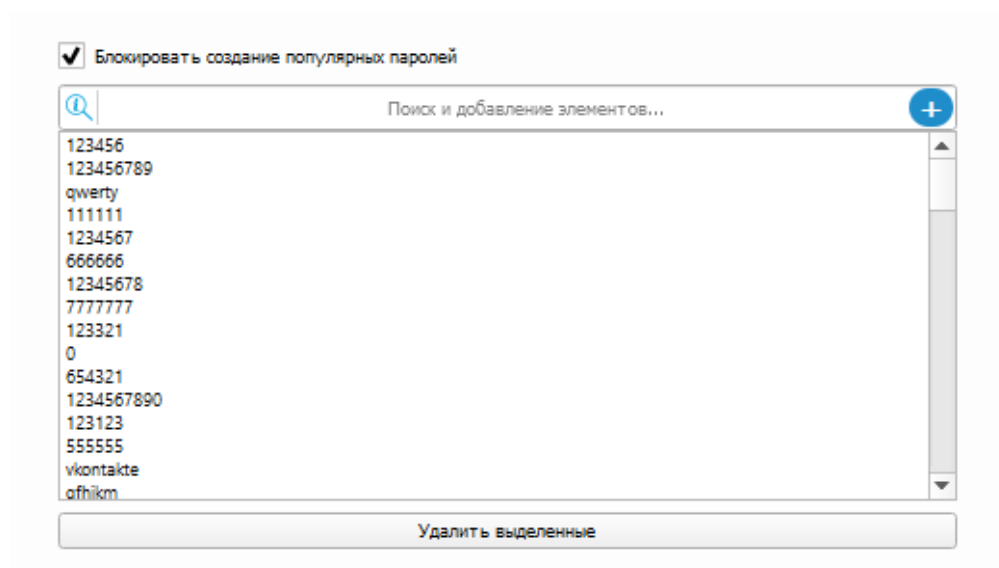 Блокировать создание популярных паролей
Поиск и добавление элементов...
123456
123456789
qwerty
111111
1234567
666666
12345678
7777777
123321
0
654321
1234567890
123123
555555
vkontakte
Удалить выделенные